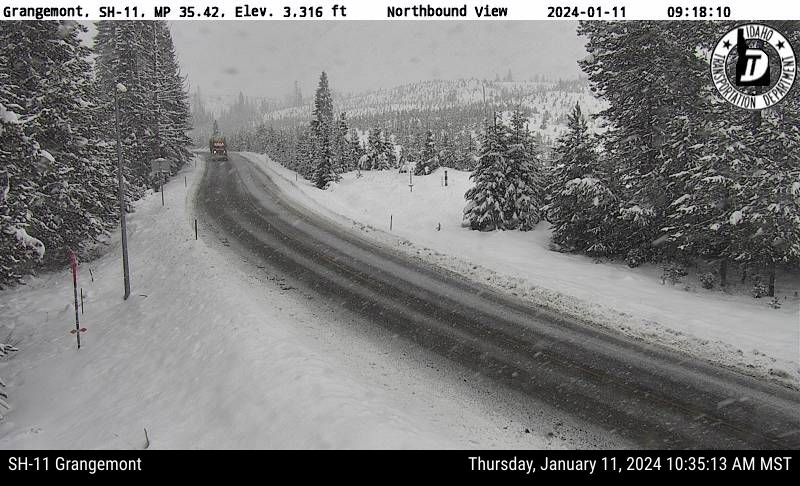 Grangemont, SH-11, MP 35.42, Elev. 3,316 ft Northbound View 2024-01-11 09:18:10
IDAHO
TRANSPORTATION DEPARTMENT
SH-11 Grangemont Thursday, January 11, 2024 10:35:13 AM MST